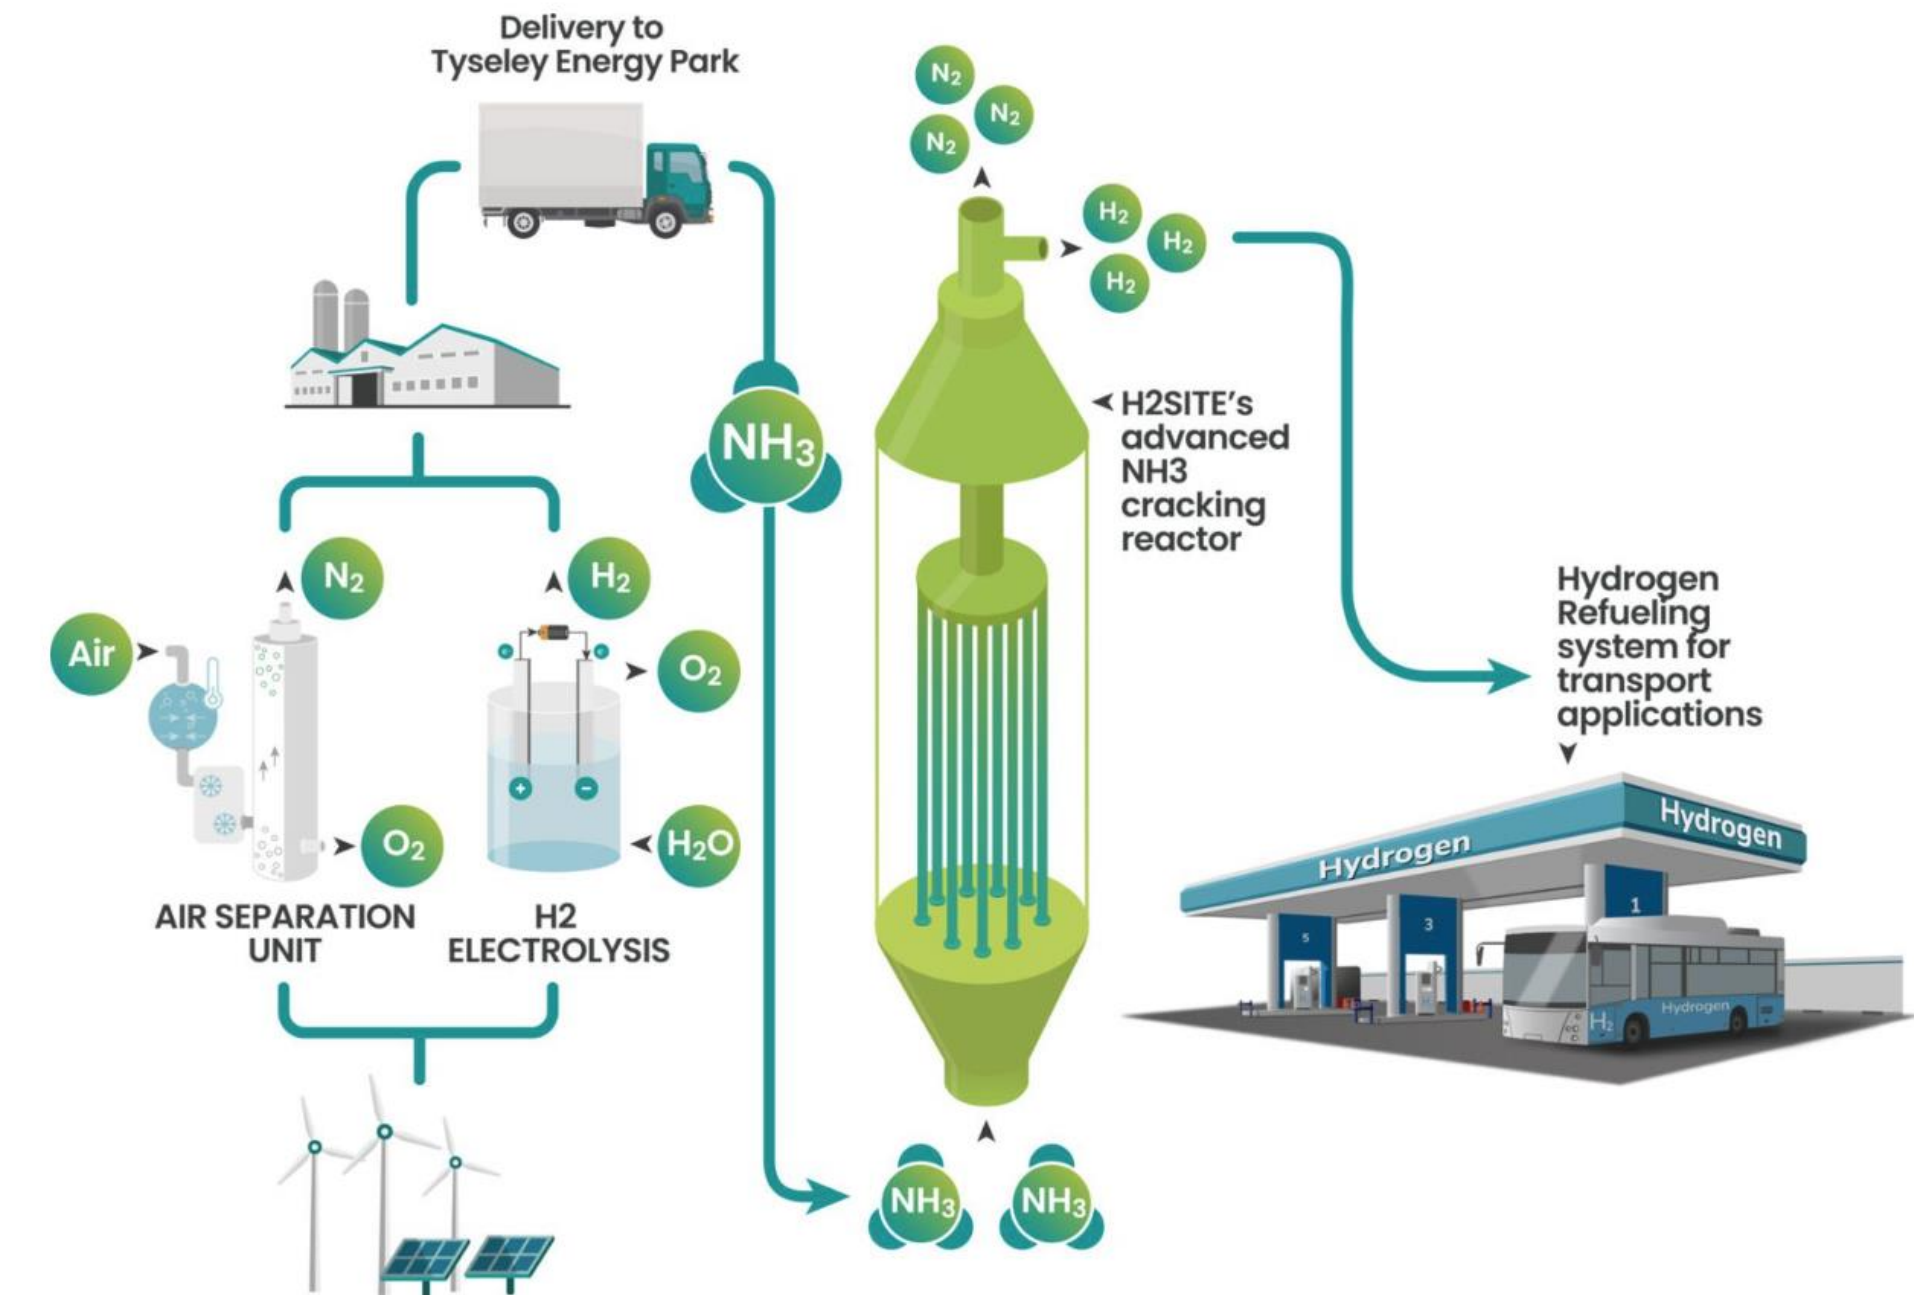 Delivery to
Tyseley Energy Park
N₂
N₂
N₂
H₂
H₂
H₂
NH₃
H2SITE's
advanced
NH3
cracking
reactor
N₂
H₂
Air
O₂
O₂
H₂O
+
−
AIR SEPARATION
UNIT
H2
ELECTROLYSIS
NH₃
NH₃
Hydrogen
Refueling
system for
transport
applications
Hydrogen
Hydrogen
5
3
1
H₂
Hydrogen